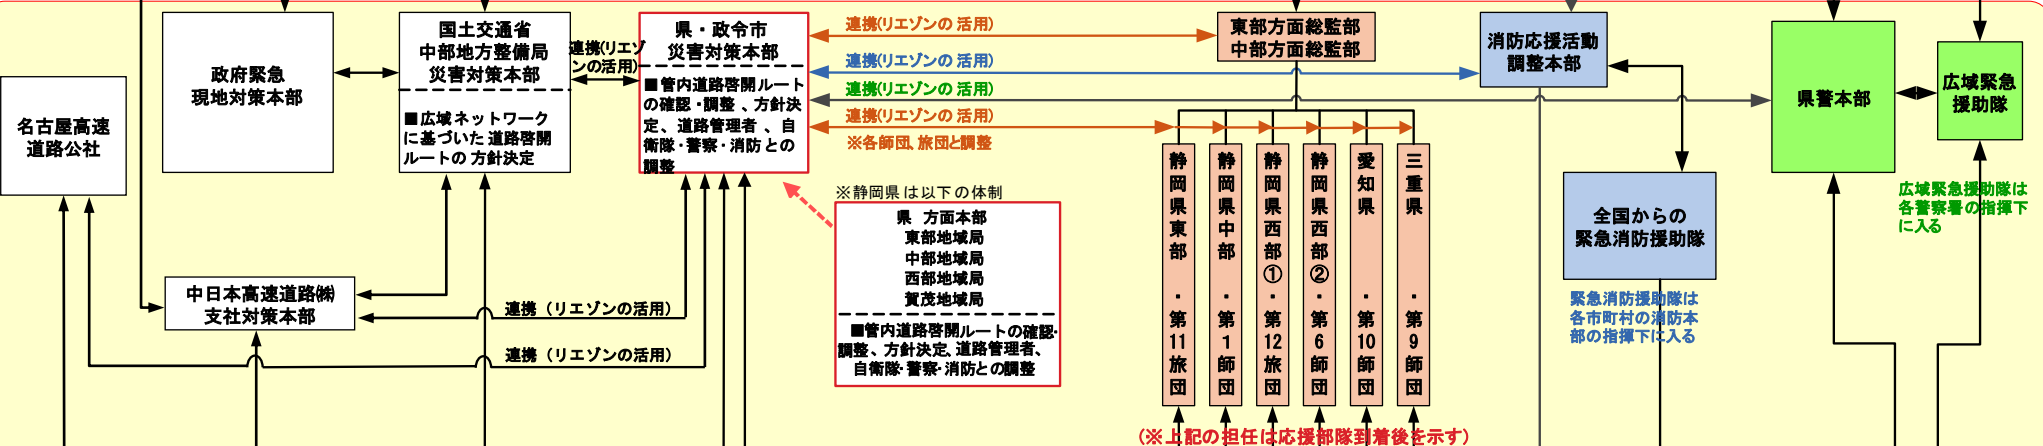 名古屋高速
道路公社
政府緊急
現地対策本部
国土交通省
中部地方整備局
災害対策本部
■広域ネットワーク
に基づいた道路啓開
ルートの方針決定
連携(リエゾ
ンの活用)
県・政令市
災害対策本部
■管内道路啓開ルート
の確認・調整、方針決
定、道路管理者、自
衛隊・警察・消防との
調整
連携(リエゾンの活用)
連携(リエゾンの活用)
連携(リエゾンの活用)
連携(リエゾンの活用)
※各師団、旅団と調整
東部方面総監部
中部方面総監部
消防応援活動
調整本部
県警本部
広域緊急
援助隊
広域緊急援助隊は
各警察署の指揮下
に入る
全国からの
緊急消防援助隊
緊急消防援助隊は
各市町村の消防本
部の指揮下に入る
静岡県東部・第11旅団
静岡県中部・第1師団
静岡県西部①・第12旅団
静岡県西部②・第6師団
愛知県・第10師団
三重県・第9師団
(※上記の担任は応援部隊到着後を示す)
※静岡県は以下の体制
県 方面本部
東部地域局
中部地域局
西部地域局
賀茂地域局
■管内道路啓開ルートの確認・
調整、方針決定、道路管理者、
自衛隊・警察・消防との調整
中日本高速道路㈱
支社対策本部
連携（リエゾンの活用）
連携（リエゾンの活用）